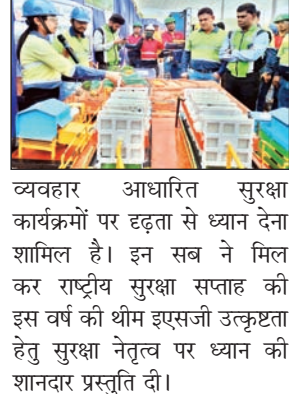 व्यवहार आधारित सुरक्षा
कार्यक्रमों पर दृढ़ता से ध्यान देना
शामिल है। इन सब ने मिल
कर राष्ट्रीय सुरक्षा सप्ताह की
इस वर्ष की थीम इएसजी उत्कृष्टता
हेतु सुरक्षा नेतृत्व पर ध्यान की
शानदार प्रस्तुति दी।